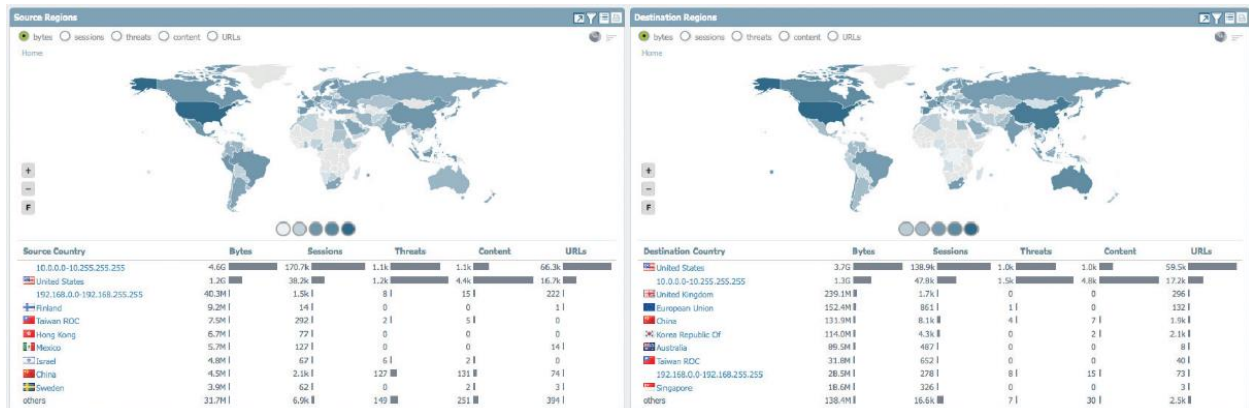 Source Regions
bytes sessions threats content URLs
Home
+
−
F
Source Country Bytes Sessions Threats Content URLs
10.0.0.0-10.255.255.255 4.6G 170.7k 1.1k 1.1k 66.3k
United States 1.2G 38.2k 1.2k 4.4k 16.7k
192.168.0.0-192.168.255.255 40.3M 1.5k 8 15 222
Finland 9.2M 14 0 0 1
Taiwan ROC 7.5M 292 2 5 0
Hong Kong 6.7M 77 0 0 0
Mexico 5.7M 127 0 0 14
Israel 4.8M 67 6 2 0
China 4.5M 2.1k 127 131 74
Sweden 3.9M 62 0 2 3
others 31.7M 6.9k 149 251 394
Destination Regions
bytes sessions threats content URLs
Home
+
−
F
Destination Country Bytes Sessions Threats Content URLs
United States 3.7G 138.9k 1.0k 1.0k 59.5k
10.0.0.0-10.255.255.255 1.3G 47.8k 1.5k 4.8k 17.2k
United Kingdom 239.1M 1.7k 0 0 296
European Union 152.4M 861 1 0 132
China 131.9M 8.1k 4 7 1.9k
Korea Republic Of 114.0M 4.3k 0 2 2.1k
Australia 89.5M 487 0 0 8
Taiwan ROC 31.8M 652 0 0 40
192.168.0.0-192.168.255.255 28.5M 278 8 15 73
Singapore 18.6M 326 0 0 3
others 138.4M 16.6k 7 30 2.5k